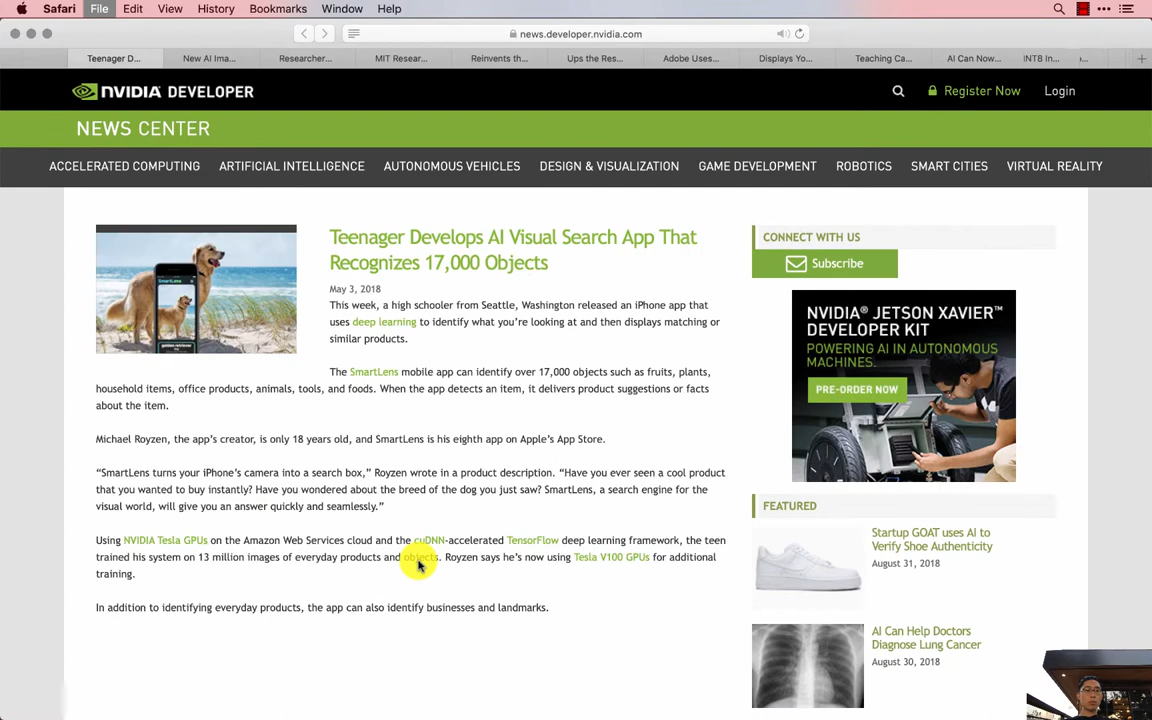 Safari File Edit View History Bookmarks Window Help
news.developer.nvidia.com
Teenager D... New AI Ima... Researcher... MIT Resear... Reinvents th... Ups the Res... Adobe Uses... Displays Yo... Teaching Ca... AI Can Now... INT8 In...
NVIDIA DEVELOPER Register Now Login
NEWS CENTER
ACCELERATED COMPUTING ARTIFICIAL INTELLIGENCE AUTONOMOUS VEHICLES DESIGN & VISUALIZATION GAME DEVELOPMENT ROBOTICS SMART CITIES VIRTUAL REALITY
Teenager Develops AI Visual Search App That
Recognizes 17,000 Objects
May 3, 2018
This week, a high schooler from Seattle, Washington released an iPhone app that
uses deep learning to identify what you're looking at and then displays matching or
similar products.
The SmartLens mobile app can identify over 17,000 objects such as fruits, plants,
household items, office products, animals, tools, and foods. When the app detects an item, it delivers product suggestions or facts
about the item.
Michael Royzen, the app's creator, is only 18 years old, and SmartLens is his eighth app on Apple's App Store.
“SmartLens turns your iPhone's camera into a search box,” Royzen wrote in a product description. “Have you ever seen a cool product
that you wanted to buy instantly? Have you wondered about the breed of the dog you just saw? SmartLens, a search engine for the
visual world, will give you an answer quickly and seamlessly.”
Using NVIDIA Tesla GPUs on the Amazon Web Services cloud and the cuDNN-accelerated TensorFlow deep learning framework, the teen
trained his system on 13 million images of everyday products and objects. Royzen says he's now using Tesla V100 GPUs for additional
training.
In addition to identifying everyday products, the app can also identify businesses and landmarks.
SmartLens
golden retriever
CONNECT WITH US
Subscribe
NVIDIA® JETSON XAVIER™
DEVELOPER KIT
POWERING AI IN AUTONOMOUS
MACHINES.
PRE-ORDER NOW
FEATURED
Startup GOAT uses AI to
Verify Shoe Authenticity
August 31, 2018
AI Can Help Doctors
Diagnose Lung Cancer
August 30, 2018